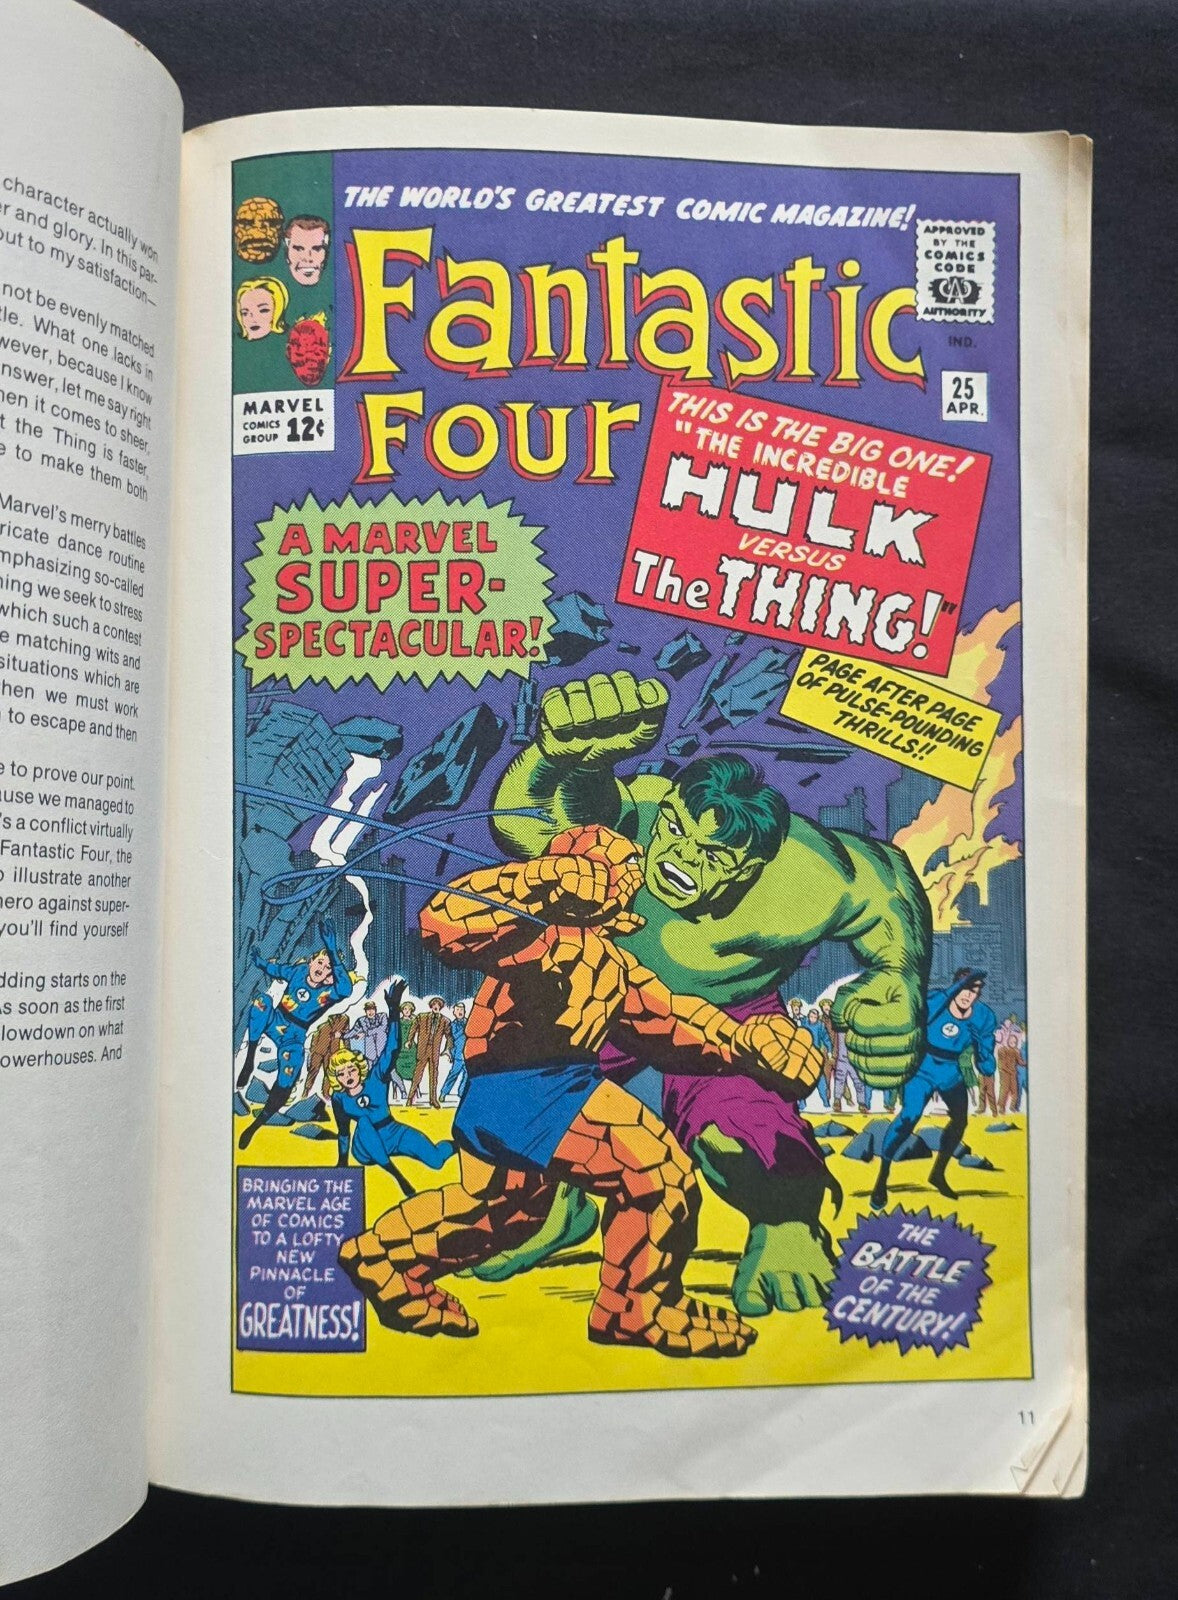 character actually won
er and glory. In this par-
out to my satisfaction—
not be evenly matched
tle. What one lacks in
wever, because I know
nswer, let me say right
hen it comes to sheer,
t the Thing is faster,
e to make them both
Marvel's merry battles
ricate dance routine
mphasizing so-called
ning we seek to stress
which such a contest
e matching wits and
situations which are
hen we must work
to escape and then
e to prove our point.
ause we managed to
's a conflict virtually
Fantastic Four, the
o illustrate another
hero against super-
you'll find yourself
dding starts on the
As soon as the first
lowdown on what
owerhouses. And
THE WORLD'S GREATEST COMIC MAGAZINE!
Fantastic
Four
APPROVED
BY THE
COMICS
CODE
CA
AUTHORITY
IND.
25
APR.
MARVEL
COMICS
GROUP 12¢
THIS IS THE BIG ONE!
"THE INCREDIBLE
HULK
VERSUS
The THING!"
A MARVEL
SUPER-
SPECTACULAR!
PAGE AFTER PAGE
OF PULSE-POUNDING
THRILLS!!
4
4
BRINGING THE
MARVEL AGE
OF COMICS
TO A LOFTY
NEW
PINNACLE
OF
GREATNESS!
THE
BATTLE
OF THE
CENTURY!
11